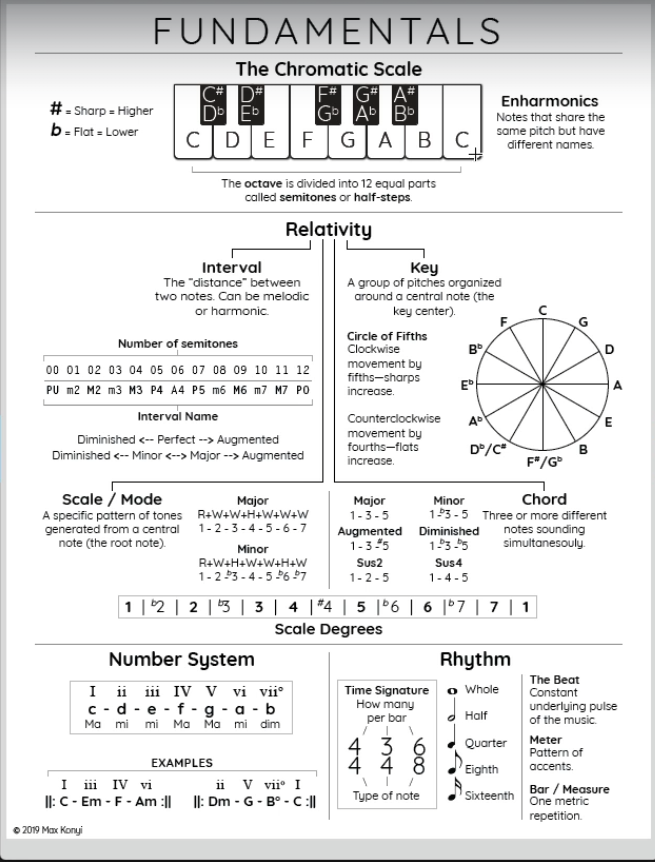 FUNDAMENTALS
The Chromatic Scale
# = Sharp = Higher
b = Flat = Lower
C# D# F# G# A#
Db Eb Gb Ab Bb
C D E F G A B C
Enharmonics
Notes that share the
same pitch but have
different names.
The octave is divided into 12 equal parts
called semitones or half-steps.
Relativity
Interval
The "distance" between
two notes. Can be melodic
or harmonic.
Key
A group of pitches organized
around a central note (the
key center).
Number of semitones
00 01 02 03 04 05 06 07 08 09 10 11 12
PU m2 M2 m3 M3 P4 A4 P5 m6 M6 m7 M7 PO
Interval Name
Diminished <-- Perfect --> Augmented
Diminished <-- Minor <--> Major --> Augmented
Circle of Fifths
Clockwise
movement by
fifths—sharps
increase.
Counterclockwise
movement by
fourths—flats
increase.
C
G
D
A
E
B
F#/Gb
Db/C#
Ab
Eb
Bb
F
Scale / Mode
A specific pattern of tones
generated from a central
note (the root note).
Major
R+W+W+H+W+W+W
1 - 2 - 3 - 4 - 5 - 6 - 7
Minor
R+W+H+W+W+H+W
1 - 2 b3 - 4 - 5 -b6 -b7
Major
1 - 3 - 5
Minor
1 -b3 - 5
Augmented
1 - 3 -#5
Diminished
1 -b3 -b5
Sus2
1 - 2 - 5
Sus4
1 - 4 - 5
Chord
Three or more different
notes sounding
simultanesouly.
1 | b2 | 2 | b3 | 3 | 4 | #4 | 5 | b6 | 6 | b7 | 7 | 1
Scale Degrees
Number System
I ii iii IV V vi vii°
c - d - e - f - g - a - b
Ma mi mi Ma Ma mi dim
EXAMPLES
I iii IV vi
||: C - Em - F - Am :||
ii V vii° I
||: Dm - G - B° - C :||
Rhythm
Time Signature
How many
per bar
4 3 6
4 4 8
Type of note
Whole
Half
Quarter
Eighth
Sixteenth
The Beat
Constant
underlying pulse
of the music.
Meter
Pattern of
accents.
Bar / Measure
One metric
repetition.
© 2019 Max Konyi